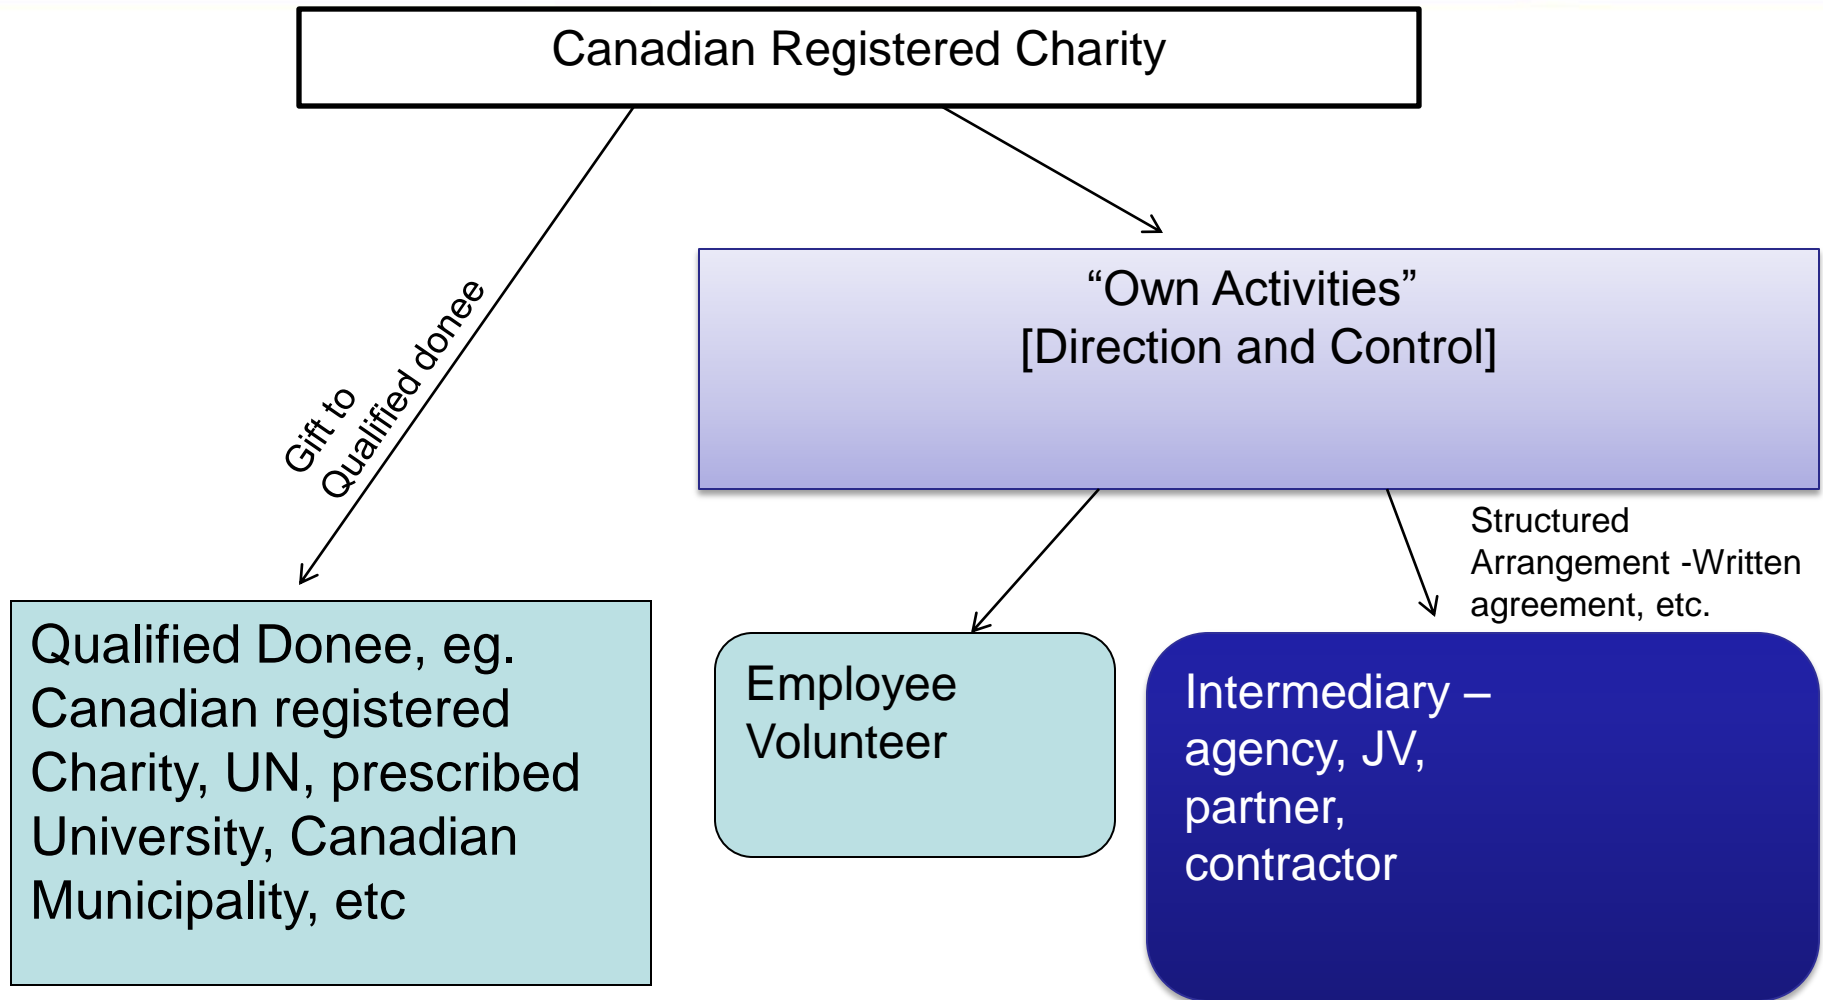 Canadian Registered Charity
Gift to
Qualified donee
“Own Activities”
[Direction and Control]
Structured
Arrangement -Written
agreement, etc.
Qualified Donee, eg.
Canadian registered
Charity, UN, prescribed
University, Canadian
Municipality, etc
Employee
Volunteer
Intermediary –
agency, JV,
partner,
contractor